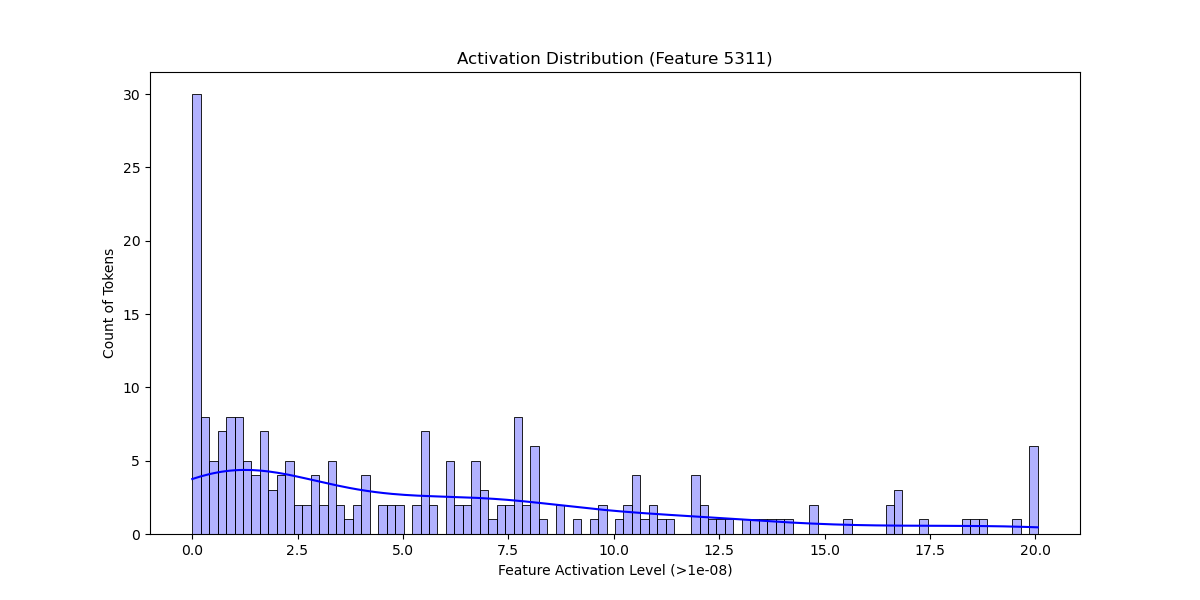 Activation Distribution (Feature 5311)
Count of Tokens
30
25
20
15
10
5
0
0.0 2.5 5.0 7.5 10.0 12.5 15.0 17.5 20.0
Feature Activation Level (>1e-08)